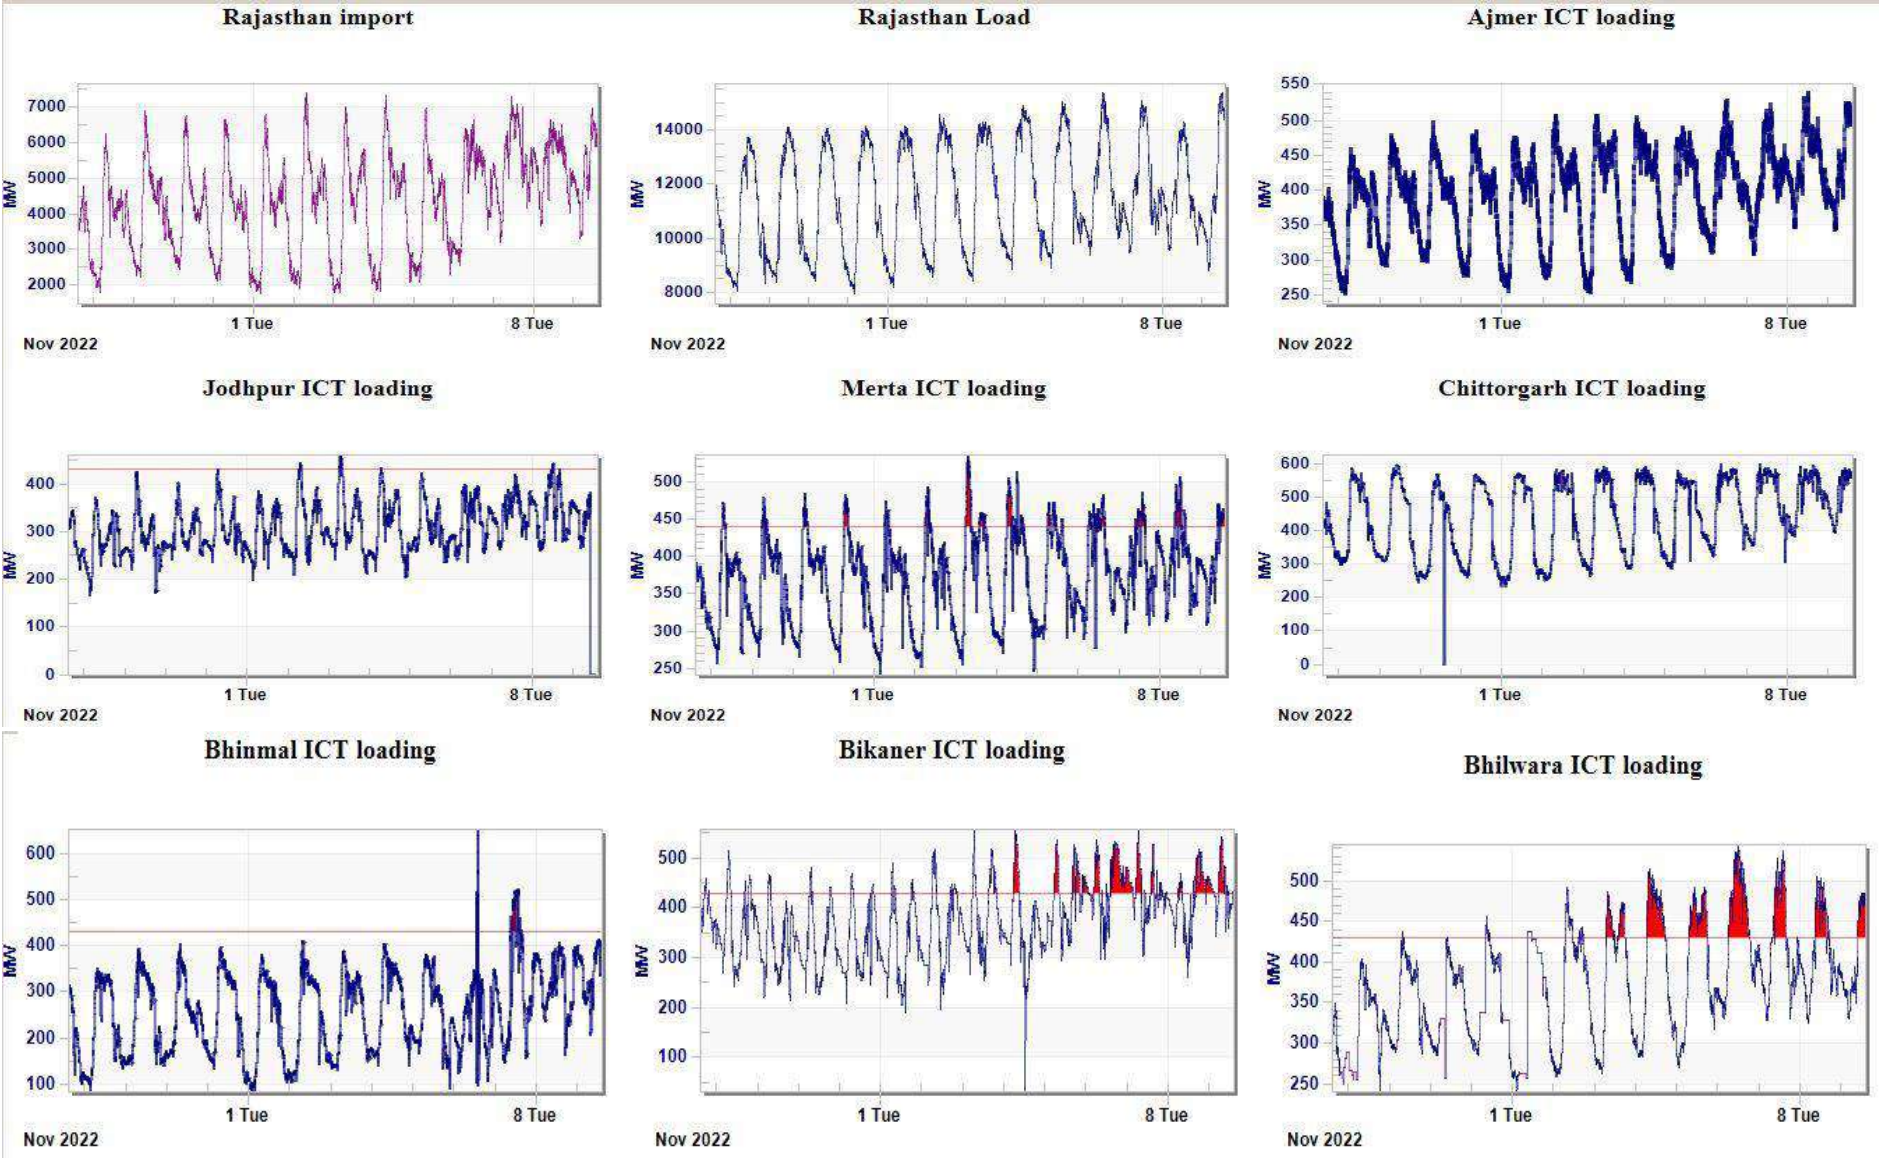 Rajasthan import
Rajasthan Load
Ajmer ICT loading
MW
7000
6000
5000
4000
3000
2000
1 Tue
8 Tue
Nov 2022
MW
14000
12000
10000
8000
1 Tue
8 Tue
Nov 2022
MW
550
500
450
400
350
300
250
1 Tue
8 Tue
Nov 2022
Jodhpur ICT loading
Merta ICT loading
Chittorgarh ICT loading
MW
400
300
200
100
0
1 Tue
8 Tue
Nov 2022
MW
500
450
400
350
300
250
1 Tue
8 Tue
Nov 2022
MW
600
500
400
300
200
100
0
1 Tue
8 Tue
Nov 2022
Bhinmal ICT loading
Bikaner ICT loading
Bhilwara ICT loading
MW
600
500
400
300
200
100
1 Tue
8 Tue
Nov 2022
MW
500
400
300
200
100
1 Tue
8 Tue
Nov 2022
MW
500
450
400
350
300
250
1 Tue
8 Tue
Nov 2022